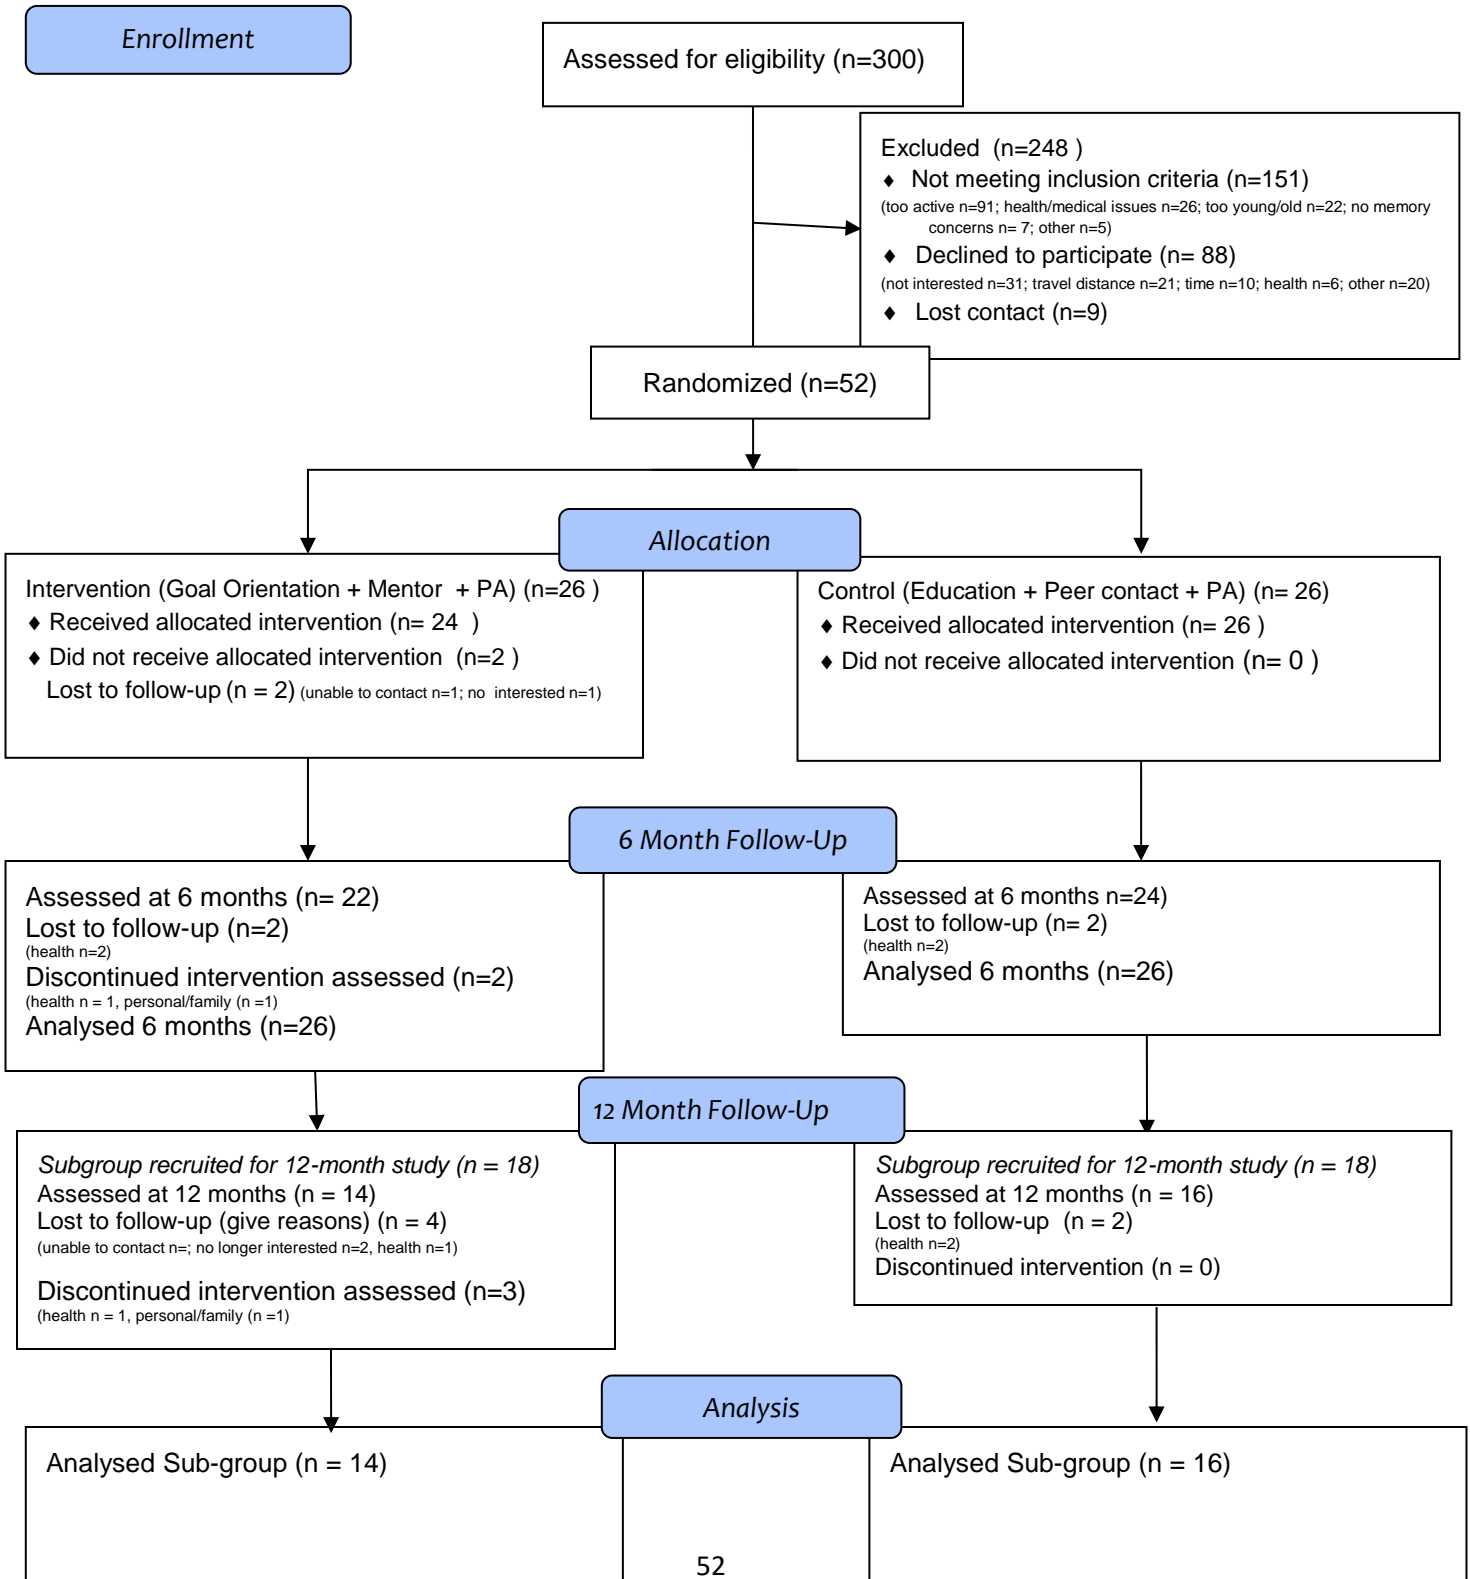 Enrollment
Assessed for eligibility (n=300)
Excluded (n=248 )
♦ Not meeting inclusion criteria (n=151)
(too active n=91; health/medical issues n=26; too young/old n=22; no memory
concerns n= 7; other n=5)
♦ Declined to participate (n= 88)
(not interested n=31; travel distance n=21; time n=10; health n=6; other n=20)
♦ Lost contact (n=9)
Randomized (n=52)
Allocation
Intervention (Goal Orientation + Mentor + PA) (n=26 )
♦ Received allocated intervention (n= 24 )
♦ Did not receive allocated intervention (n=2 )
Lost to follow-up (n = 2) (unable to contact n=1; no interested n=1)
Control (Education + Peer contact + PA) (n= 26)
♦ Received allocated intervention (n= 26 )
♦ Did not receive allocated intervention (n= 0 )
6 Month Follow-Up
Assessed at 6 months (n= 22)
Lost to follow-up (n=2)
(health n=2)
Discontinued intervention assessed (n=2)
(health n = 1, personal/family (n =1)
Analysed 6 months (n=26)
Assessed at 6 months n=24)
Lost to follow-up (n= 2)
(health n=2)
Analysed 6 months (n=26)
12 Month Follow-Up
Subgroup recruited for 12-month study (n = 18)
Assessed at 12 months (n = 14)
Lost to follow-up (give reasons) (n = 4)
(unable to contact n=; no longer interested n=2, health n=1)
Discontinued intervention assessed (n=3)
(health n = 1, personal/family (n =1)
Subgroup recruited for 12-month study (n = 18)
Assessed at 12 months (n = 16)
Lost to follow-up (n = 2)
(health n=2)
Discontinued intervention (n = 0)
Analysis
Analysed Sub-group (n = 14)
Analysed Sub-group (n = 16)
52